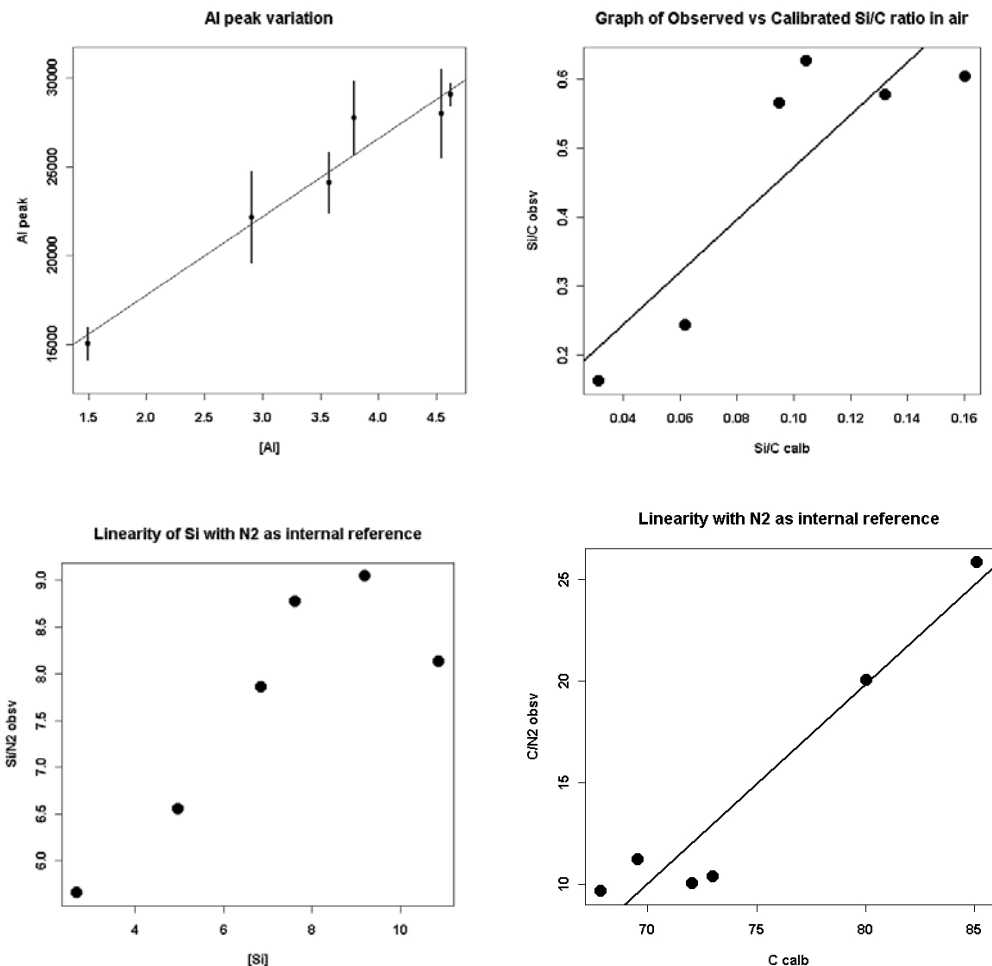 Al peak variation
30000
25000
20000
15000
Al peak
1.5 2.0 2.5 3.0 3.5 4.0 4.5
[Al]
Graph of Observed vs Calibrated Si/C ratio in air
0.6
0.5
0.4
0.3
0.2
Si/C obsv
0.04 0.06 0.08 0.10 0.12 0.14 0.16
Si/C calb
Linearity of Si with N2 as internal reference
9.0
8.5
8.0
7.5
7.0
6.5
6.0
Si/N2 obsv
4 6 8 10
[Si]
Linearity with N2 as internal reference
25
20
15
10
C/N2 obsv
70 75 80 85
C calb